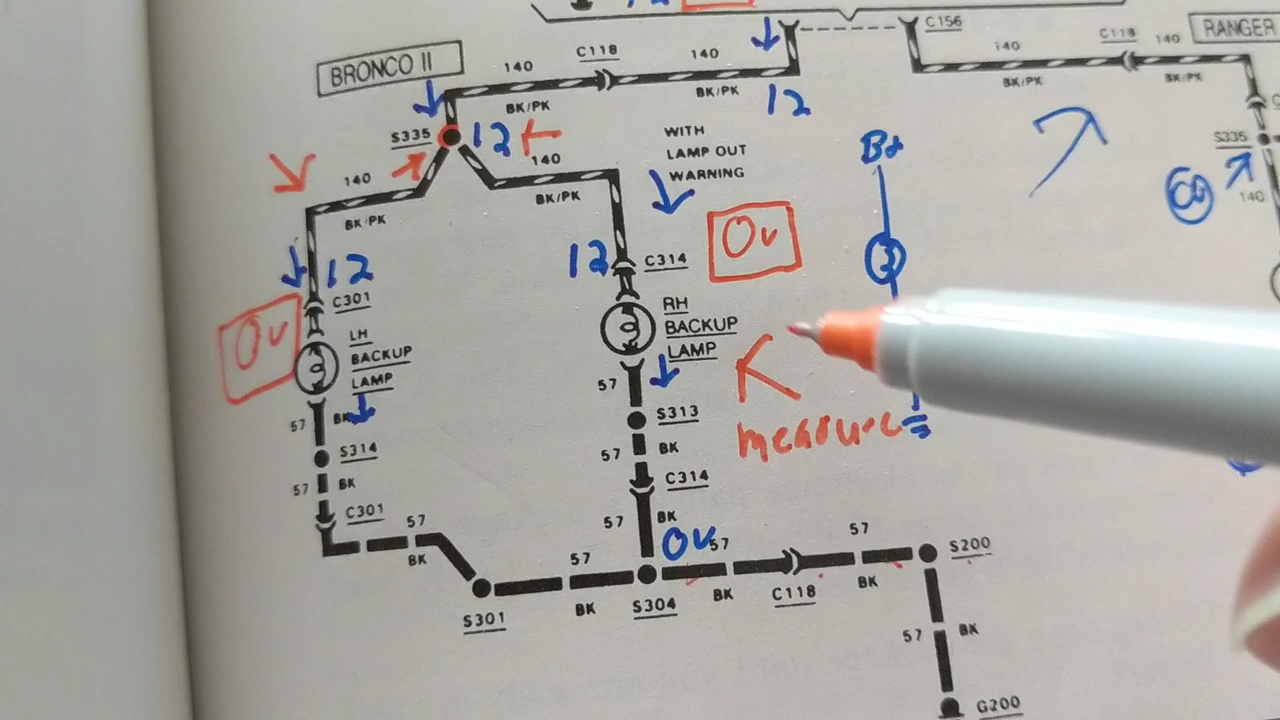 C156
RANGER
C118
140
140
C118
140
140
BRONCO II
BK/PK
BK/PK
BK/PK
BK/PK
12
S335
12
WITH
LAMP OUT
WARNING
B+
S335
140
140
140
BK/PK
BK/PK
0v
12
12
C314
C301
0v
RH
BACKUP
LAMP
LH
BACKUP
LAMP
57
57
BK
S313
measure
S314
57
BK
57
BK
C314
C301
57
57
BK
0v
57
57
S200
BK
57
BK
S304
BK
C118
BK
S301
57
BK
G200